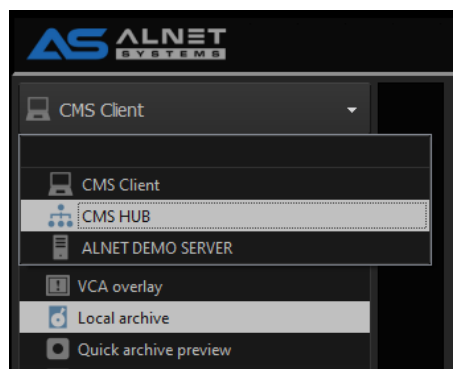 AS ALNET
SYSTEMS
CMS Client
CMS Client
CMS HUB
ALNET DEMO SERVER
VCA overlay
Local archive
Quick archive preview